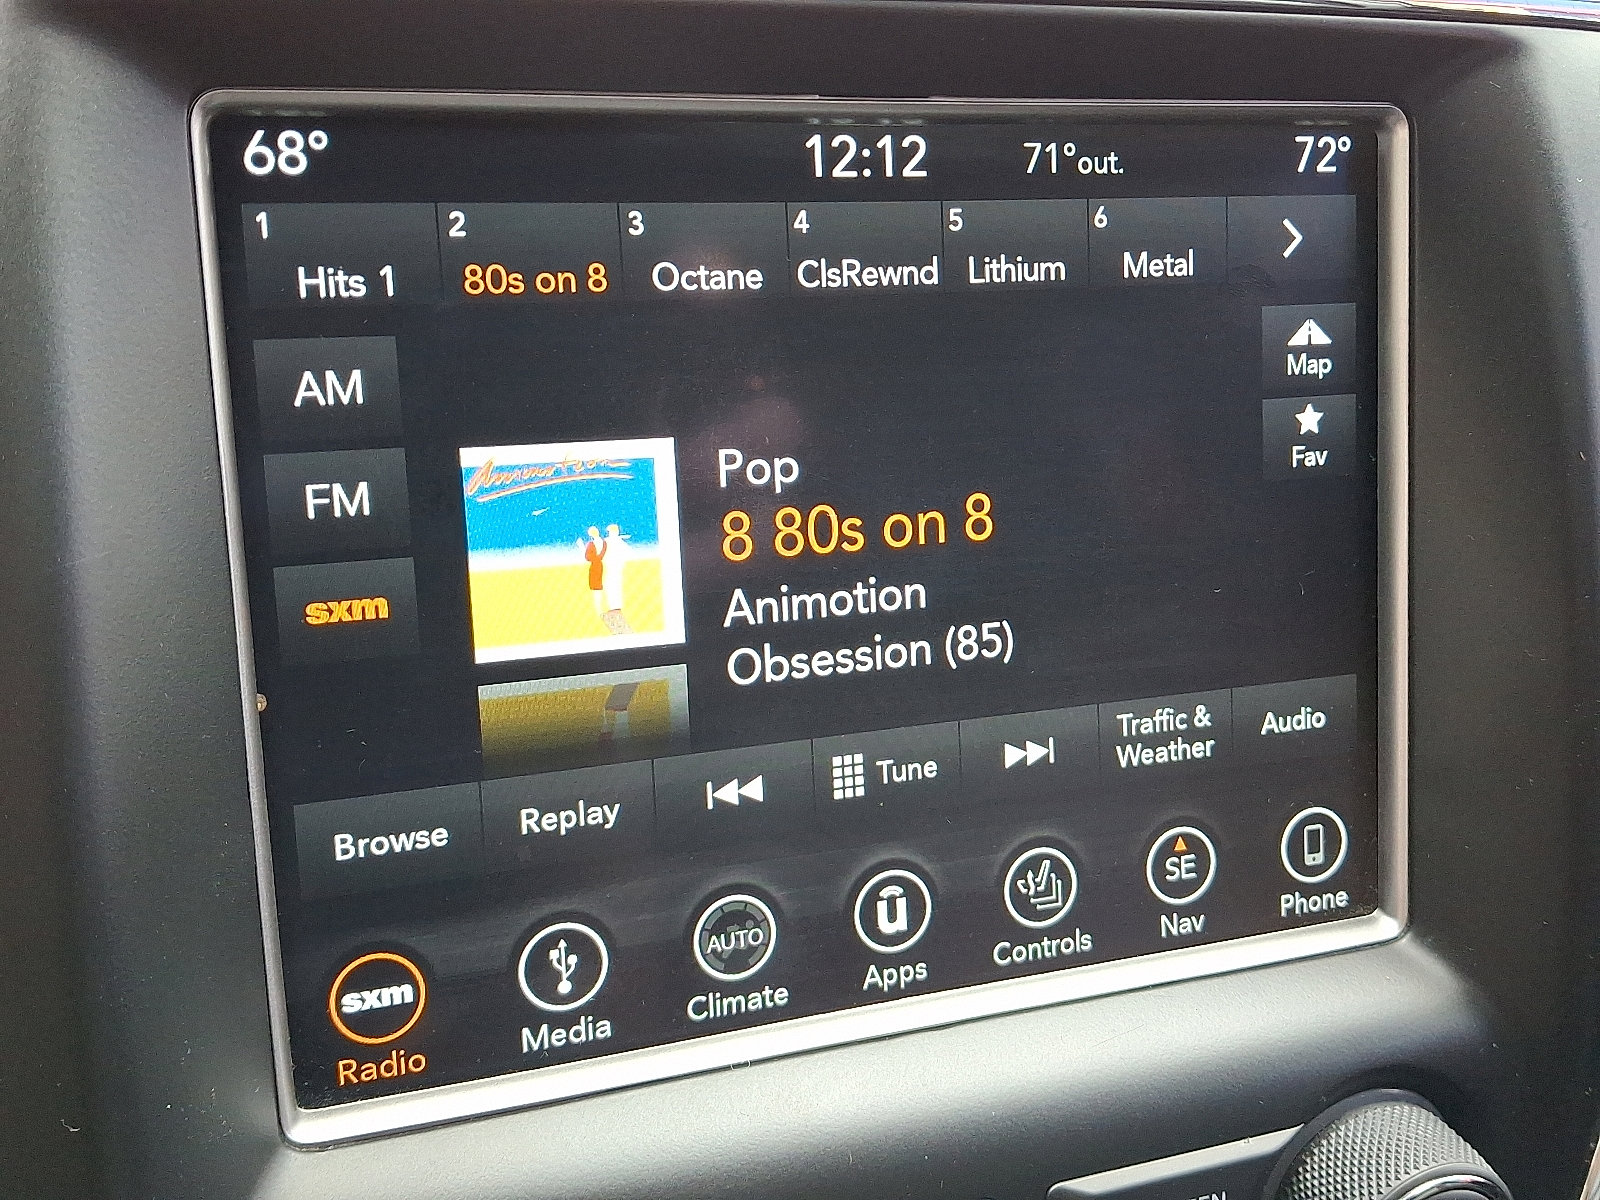 68° 12:12 71°out. 72°
1 2 3 4 5 6
Hits 1 80s on 8 Octane ClsRewnd Lithium Metal
AM
Map
FM
Fav
sxm
Animotion
Pop
8 80s on 8
Animotion
Obsession (85)
Browse Replay Tune Traffic & Weather Audio
sxm AUTO u SE
Radio Media Climate Apps Controls Nav Phone